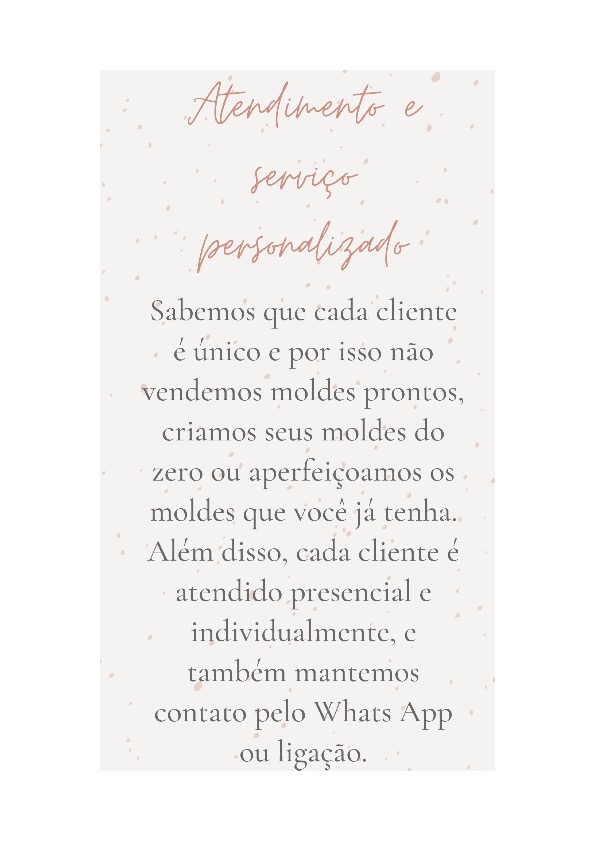 Atendimento e
serviço
personalizado
Sabemos que cada cliente
é único e por isso não
vendemos moldes prontos,
criamos seus moldes do
zero ou aperfeiçoamos os
moldes que você já tenha.
Além disso, cada cliente é
atendido presencial e
individualmente, e
também mantemos
contato pelo Whats App
ou ligação.